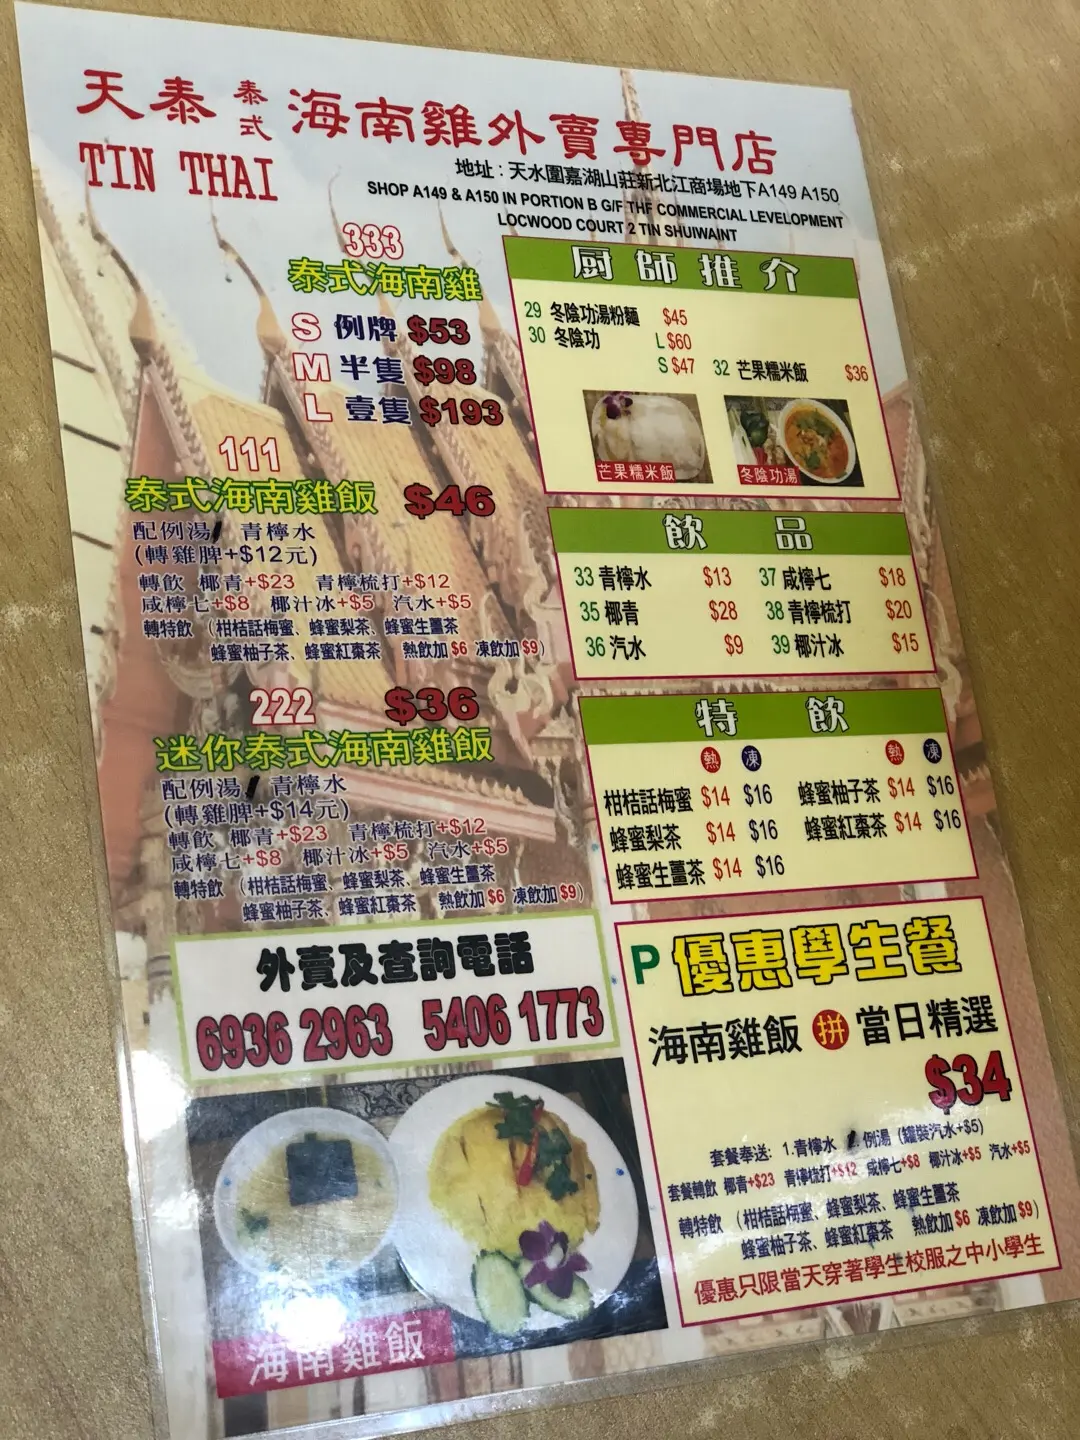 天泰 泰式 海南雞外賣專門店
TIN THAI
地址：天水圍嘉湖山莊新北江商場地下A149 A150
SHOP A149 & A150 IN PORTION B G/F THF COMMERCIAL LEVELOPMENT
LOCWOOD COURT 2 TIN SHUIWAINT
333
泰式海南雞
S 例牌 $53
M 半隻 $98
L 壹隻 $193
111
泰式海南雞飯 $46
配例湯/ 青檸水
(轉雞脾+$12元)
轉飲 椰青+$23 青檸梳打+$12
咸檸七+$8 椰汁冰+$5 汽水+$5
轉特飲（柑桔話梅蜜、蜂蜜梨茶、蜂蜜生薑茶
蜂蜜柚子茶、蜂蜜紅棗茶 熱飲加$6 凍飲加$9）
222 $36
迷你泰式海南雞飯
配例湯/ 青檸水
(轉雞脾+$14元)
轉飲 椰青+$23 青檸梳打+$12
咸檸七+$8 椰汁冰+$5 汽水+$5
轉特飲（柑桔話梅蜜、蜂蜜梨茶、蜂蜜生薑茶
蜂蜜柚子茶、蜂蜜紅棗茶 熱飲加$6 凍飲加$9）
外賣及查詢電話
6936 2963 5406 1773
海南雞飯
厨師推介
29 冬陰功湯粉麵 $45
30 冬陰功 L $60
S $47 32 芒果糯米飯 $36
芒果糯米飯 冬陰功湯
飲品
33 青檸水 $13 37 咸檸七 $18
35 椰青 $28 38 青檸梳打 $20
36 汽水 $9 39 椰汁冰 $15
特飲
熱 凍 熱 凍
柑桔話梅蜜 $14 $16 蜂蜜柚子茶 $14 $16
蜂蜜梨茶 $14 $16 蜂蜜紅棗茶 $14 $16
蜂蜜生薑茶 $14 $16
P 優惠學生餐
海南雞飯 拼 當日精選
$34
套餐奉送: 1.青檸水 / . 例湯（罐裝汽水+$5）
套餐轉飲 椰青+$23 青檸梳打+$12 咸檸七+$8 椰汁冰+$5 汽水+$5
轉特飲（柑桔話梅蜜、蜂蜜梨茶、蜂蜜生薑茶
蜂蜜柚子茶、蜂蜜紅棗茶 熱飲加$6 凍飲加$9）
優惠只限當天穿著學生校服之中小學生